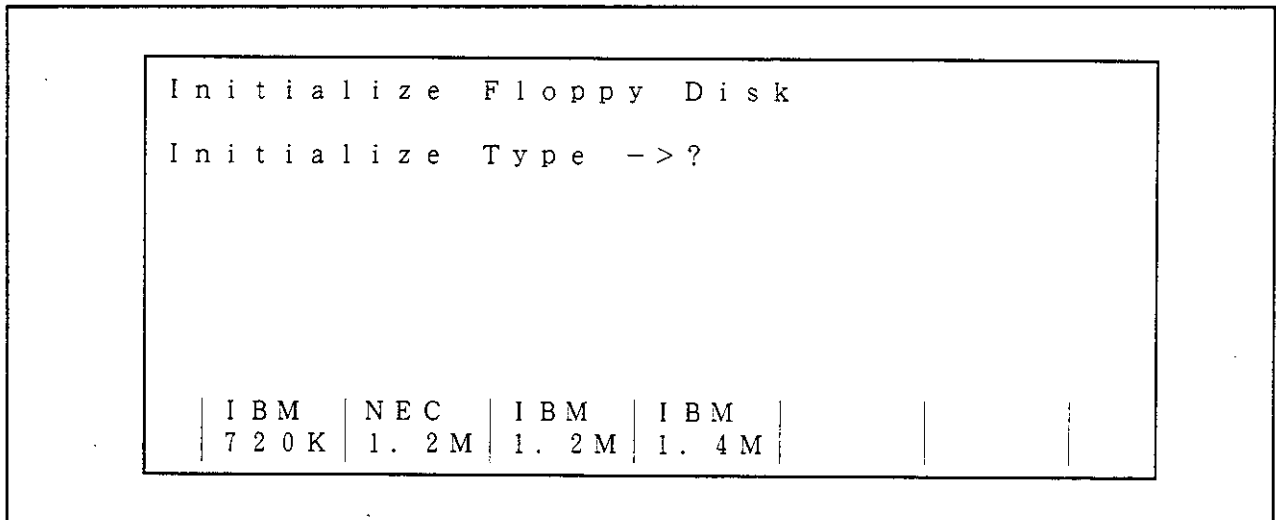 Initialize Floppy Disk
Initialize Type ->?
IBM NEC IBM IBM
720K 1.2M 1.2M 1.4M